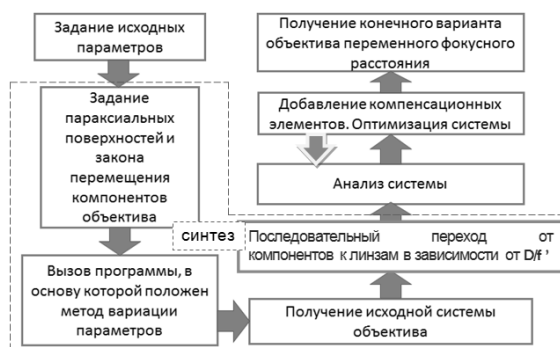 Задание исходных
параметров
Задание
параксиальных
поверхностей и
закона
перемещения
компонентов
объектива
Вызов программы, в
основу которой положен
метод вариации
параметров
Получение исходной системы
объектива
синтез
Последовательный переход от
компонентов к линзам в зависимости от D/f ’
Анализ системы
Добавление компенсационных
элементов. Оптимизация системы
Получение конечного варианта
объектива переменного фокусного
расстояния